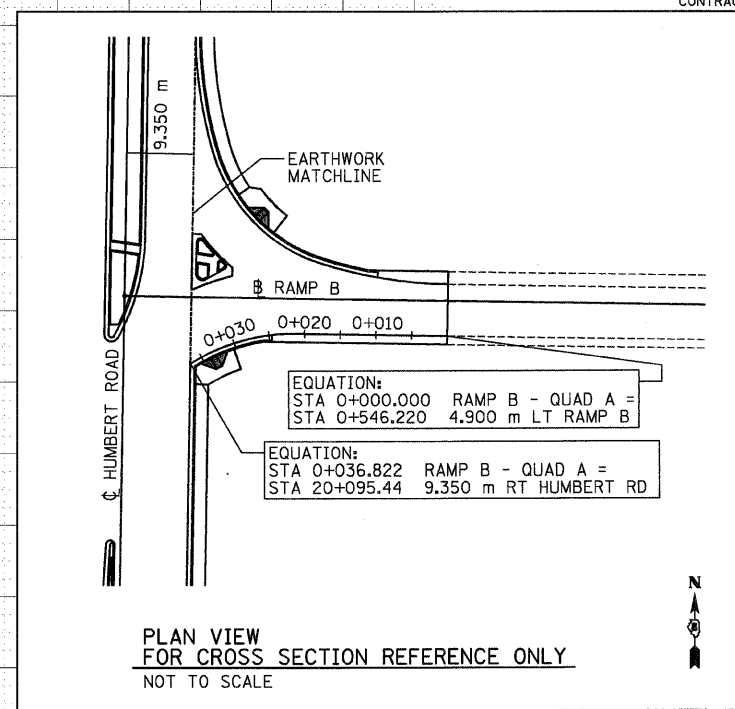 CONTRAC
9.350 m
EARTHWORK
MATCHLINE
B RAMP B
0+030 0+020 0+010
EQUATION:
STA 0+000.000 RAMP B - QUAD A =
STA 0+546.220 4.900 m LT RAMP B
EQUATION:
STA 0+036.822 RAMP B - QUAD A =
STA 20+095.44 9.350 m RT HUMBERT RD
℄ HUMBERT ROAD
N
PLAN VIEW
FOR CROSS SECTION REFERENCE ONLY
NOT TO SCALE